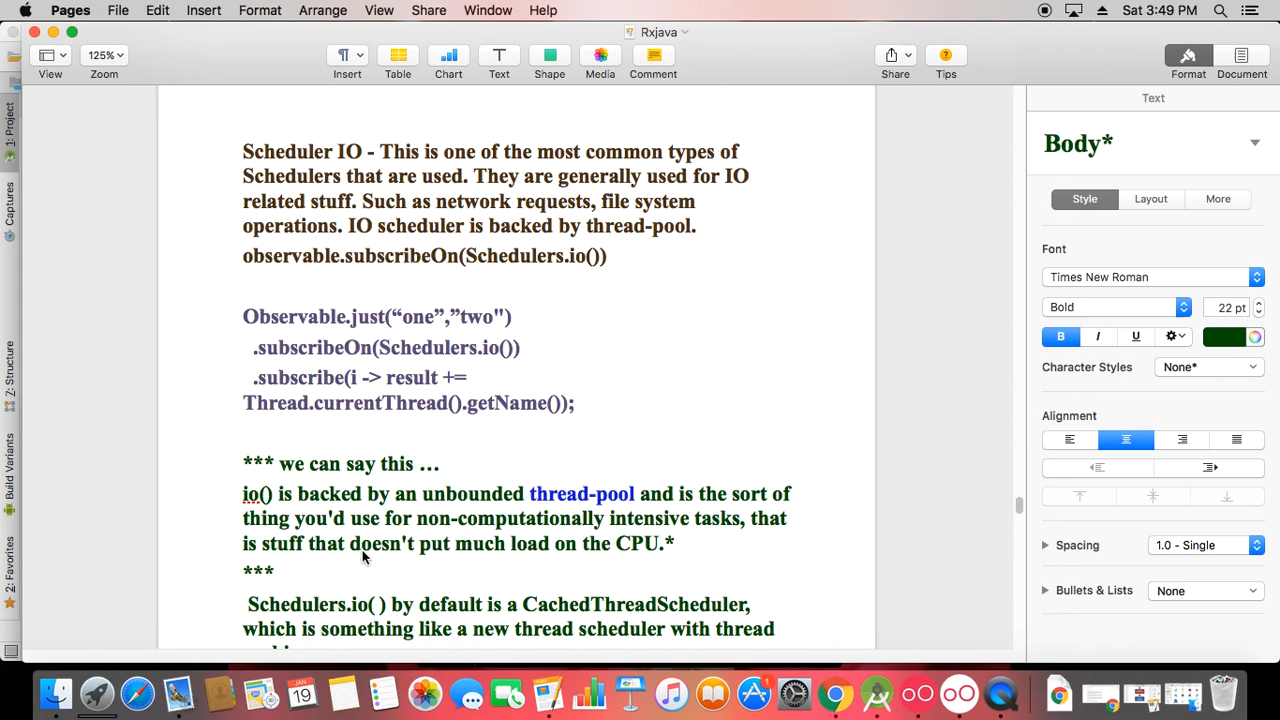 Pages File Edit Insert Format Arrange View Share Window Help Sat 3:49 PM
Rxjava
125%
View Zoom Insert Table Chart Text Shape Media Comment Share Tips Format Document
1: Project
Captures
Z: Structure
Build Variants
2: Favorites
Scheduler IO - This is one of the most common types of
Schedulers that are used. They are generally used for IO
related stuff. Such as network requests, file system
operations. IO scheduler is backed by thread-pool.
observable.subscribeOn(Schedulers.io())
Observable.just(“one”,”two")
.subscribeOn(Schedulers.io())
.subscribe(i -> result +=
Thread.currentThread().getName());
*** we can say this …
io() is backed by an unbounded thread-pool and is the sort of
thing you'd use for non-computationally intensive tasks, that
is stuff that doesn't put much load on the CPU.*
***
Schedulers.io( ) by default is a CachedThreadScheduler,
which is something like a new thread scheduler with thread
Text
Body*
Style Layout More
Font
Times New Roman
Bold 22 pt
B I U
Character Styles None*
Alignment
Spacing 1.0 - Single
Bullets & Lists None
19
1